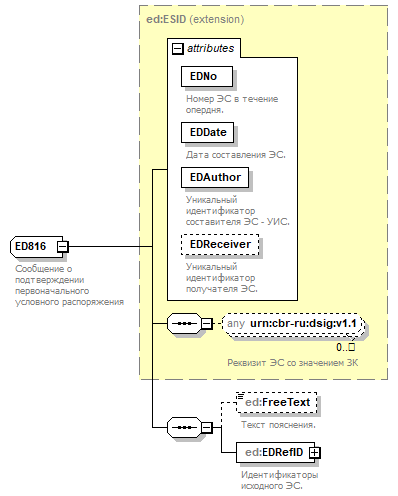 ed:ESID (extension)
attributes
EDNo
Номер ЭС в течение
опердня.
EDDate
Дата составления ЭС.
EDAuthor
Уникальный
идентификатор
составителя ЭС - УИС.
EDReceiver
Уникальный
идентификатор
получателя ЭС.
ED816
Сообщение о
подтверждении
первоначального
условного распоряжения
any urn:cbr-ru:dsig:v1.1
0..
Реквизит ЭС со значением ЗК
ed:FreeText
Текст пояснения.
ed:EDRefID
Идентификаторы
исходного ЭС.